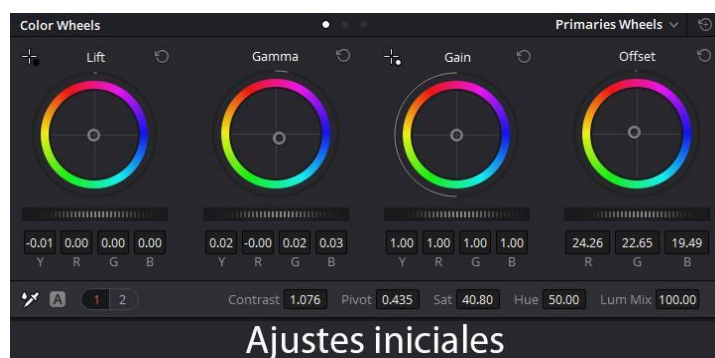 Color Wheels Primaries Wheels
Lift Gamma Gain Offset
-0.01 0.00 0.00 0.00 0.02 -0.00 0.02 0.03 1.00 1.00 1.00 1.00 24.26 22.65 19.49
Y R G B Y R G B Y R G B R G B
A 1 2 Contrast 1.076 Pivot 0.435 Sat 40.80 Hue 50.00 Lum Mix 100.00
Ajustes iniciales